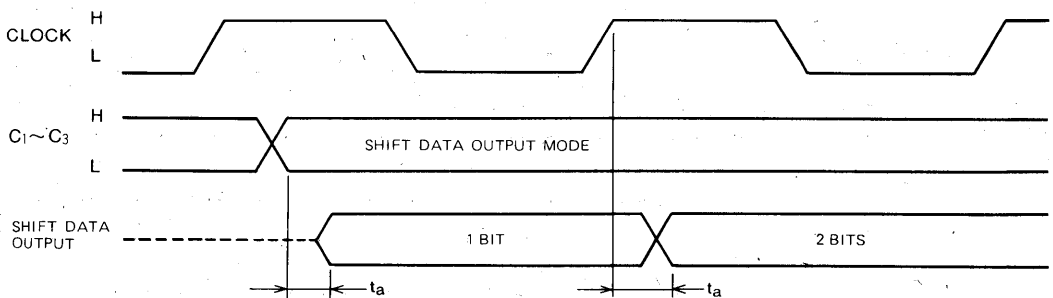 H
CLOCK
L
H
C₁~C₃
SHIFT DATA OUTPUT MODE
L
SHIFT DATA
OUTPUT
1 BIT
2 BITS
ta
ta